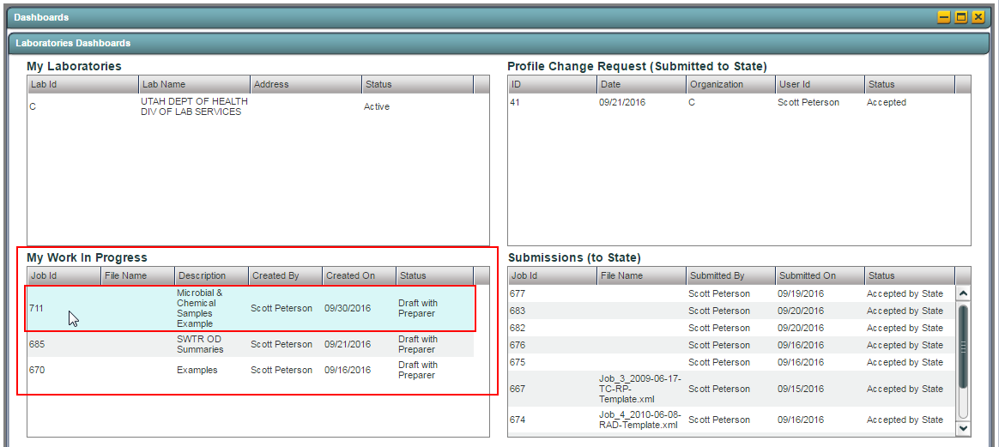 Dashboards
Laboratories Dashboards
My Laboratories
Lab Id Lab Name Address Status
C UTAH DEPT OF HEALTH
DIV OF LAB SERVICES Active
Profile Change Request (Submitted to State)
ID Date Organization User Id Status
41 09/21/2016 C Scott Peterson Accepted
My Work In Progress
Job Id File Name Description Created By Created On Status
711 Microbial &
Chemical
Samples
Example Scott Peterson 09/30/2016 Draft with
Preparer
685 SWTR OD
Summaries Scott Peterson 09/21/2016 Draft with
Preparer
670 Examples Scott Peterson 09/16/2016 Draft with
Preparer
Submissions (to State)
Job Id File Name Submitted By Submitted On Status
677 Scott Peterson 09/19/2016 Accepted by State
683 Scott Peterson 09/20/2016 Accepted by State
682 Scott Peterson 09/20/2016 Accepted by State
676 Scott Peterson 09/16/2016 Accepted by State
675 Scott Peterson 09/16/2016 Accepted by State
667 Job_3_2009-06-17-
TC-RP-
Template.xml Scott Peterson 09/15/2016 Accepted by State
674 Job_4_2010-06-08-
RAD-Template.xml Scott Peterson 09/16/2016 Accepted by State